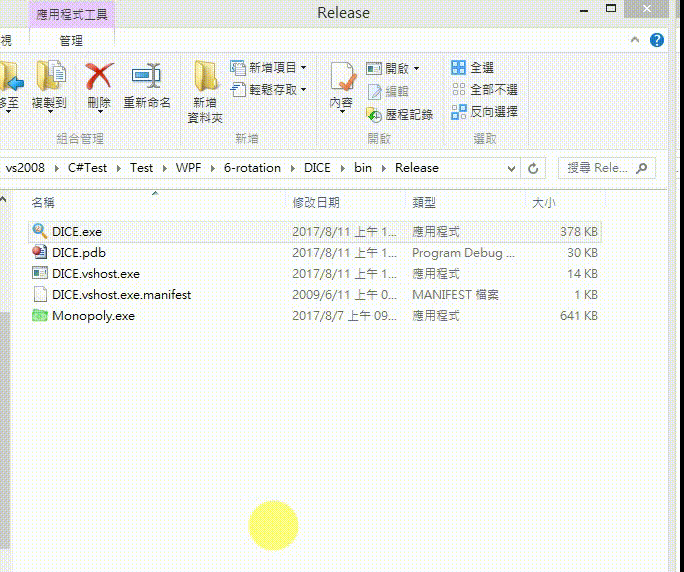 應用程式工具
Release
視
管理
移至
複製到
刪除
重新命名
新增
資料夾
新增項目
輕鬆存取
內容
開啟
編輯
歷程記錄
全選
全部不選
反向選擇
組合管理
新增
開啟
選取
vs2008 C#Test Test WPF 6-rotation DICE bin Release
搜尋 Rele...
名稱 修改日期 類型 大小
DICE.exe 2017/8/11 上午 1... 應用程式 378 KB
DICE.pdb 2017/8/11 上午 1... Program Debug ... 30 KB
DICE.vshost.exe 2017/8/11 上午 1... 應用程式 14 KB
DICE.vshost.exe.manifest 2009/6/11 上午 0... MANIFEST 檔案 1 KB
Monopoly.exe 2017/8/7 上午 09... 應用程式 641 KB